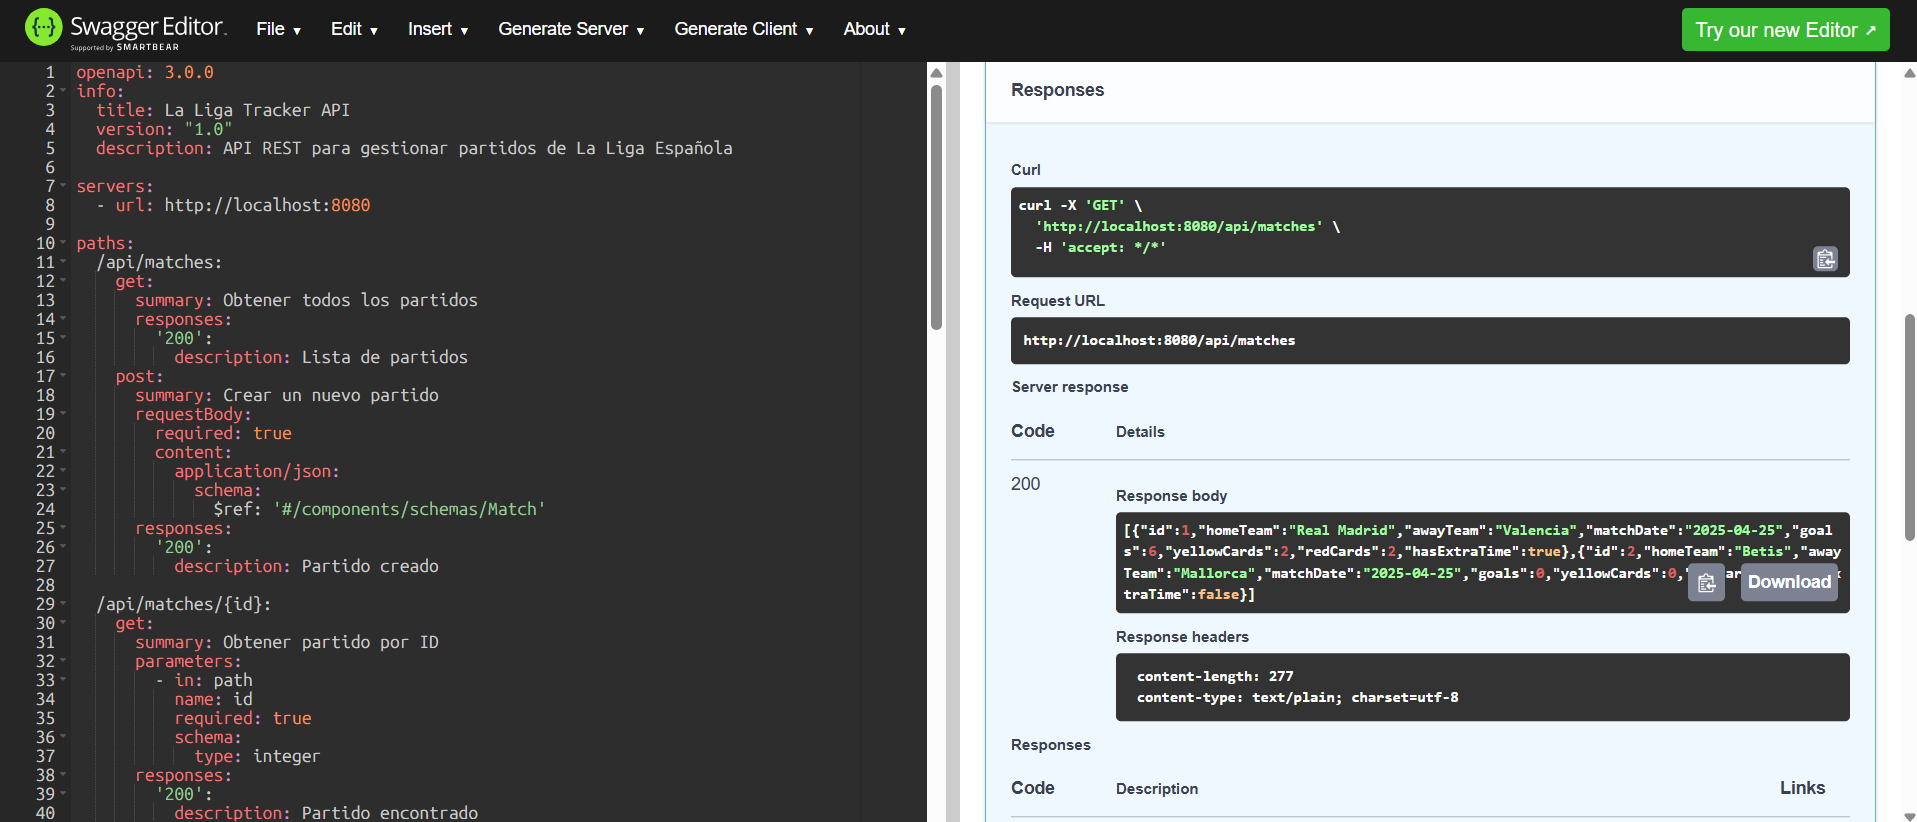 Swagger Editor.
Supported by SMARTBEAR
File Edit Insert Generate Server Generate Client About
Try our new Editor
1 openapi: 3.0.0
2 info:
3 title: La Liga Tracker API
4 version: "1.0"
5 description: API REST para gestionar partidos de La Liga Española
6
7 servers:
8 - url: http://localhost:8080
9
10 paths:
11 /api/matches:
12 get:
13 summary: Obtener todos los partidos
14 responses:
15 '200':
16 description: Lista de partidos
17 post:
18 summary: Crear un nuevo partido
19 requestBody:
20 required: true
21 content:
22 application/json:
23 schema:
24 $ref: '#/components/schemas/Match'
25 responses:
26 '200':
27 description: Partido creado
28
29 /api/matches/{id}:
30 get:
31 summary: Obtener partido por ID
32 parameters:
33 - in: path
34 name: id
35 required: true
36 schema:
37 type: integer
38 responses:
39 '200':
40 description: Partido encontrado
Responses
Curl
curl -X 'GET' \
'http://localhost:8080/api/matches' \
-H 'accept: */*'
Request URL
http://localhost:8080/api/matches
Server response
Code Details
200
Response body
[{"id":1,"homeTeam":"Real Madrid","awayTeam":"Valencia","matchDate":"2025-04-25","goal
s":6,"yellowCards":2,"redCards":2,"hasExtraTime":true},{"id":2,"homeTeam":"Betis","away
Team":"Mallorca","matchDate":"2025-04-25","goals":0,"yellowCards":0,"
traTime":false}]
Download
Response headers
content-length: 277
content-type: text/plain; charset=utf-8
Responses
Code Description Links